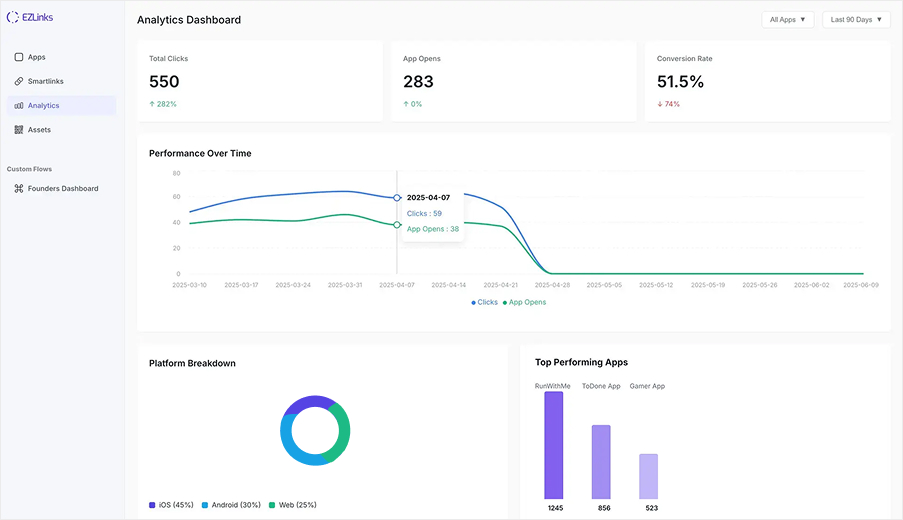 EZLinks
Apps
Smartlinks
Analytics
Assets
Custom Flows
Founders Dashboard
Analytics Dashboard
All Apps ▼
Last 90 Days ▼
Total Clicks
550
↑ 282%
App Opens
283
↑ 0%
Conversion Rate
51.5%
↓ 74%
Performance Over Time
80
60
40
20
0
2025-04-07
Clicks : 59
App Opens : 38
2025-03-10 2025-03-17 2025-03-24 2025-03-31 2025-04-07 2025-04-14 2025-04-21 2025-04-28 2025-05-05 2025-05-12 2025-05-19 2025-05-26 2025-06-02 2025-06-09
Clicks App Opens
Platform Breakdown
iOS (45%) Android (30%) Web (25%)
Top Performing Apps
RunWithMe ToDone App Gamer App
1245 856 523